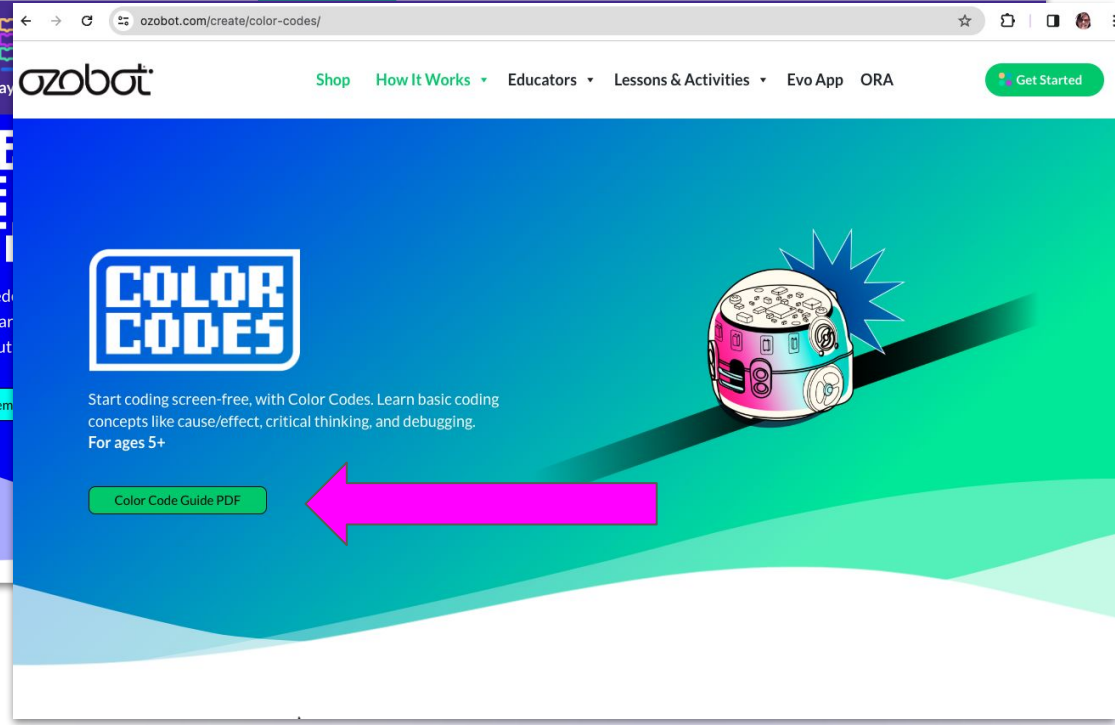 ozobot.com/create/color-codes/
ozobot
Shop How It Works Educators Lessons & Activities Evo App ORA
Get Started
COLOR
CODES
Start coding screen-free, with Color Codes. Learn basic coding
concepts like cause/effect, critical thinking, and debugging.
For ages 5+
Color Code Guide PDF